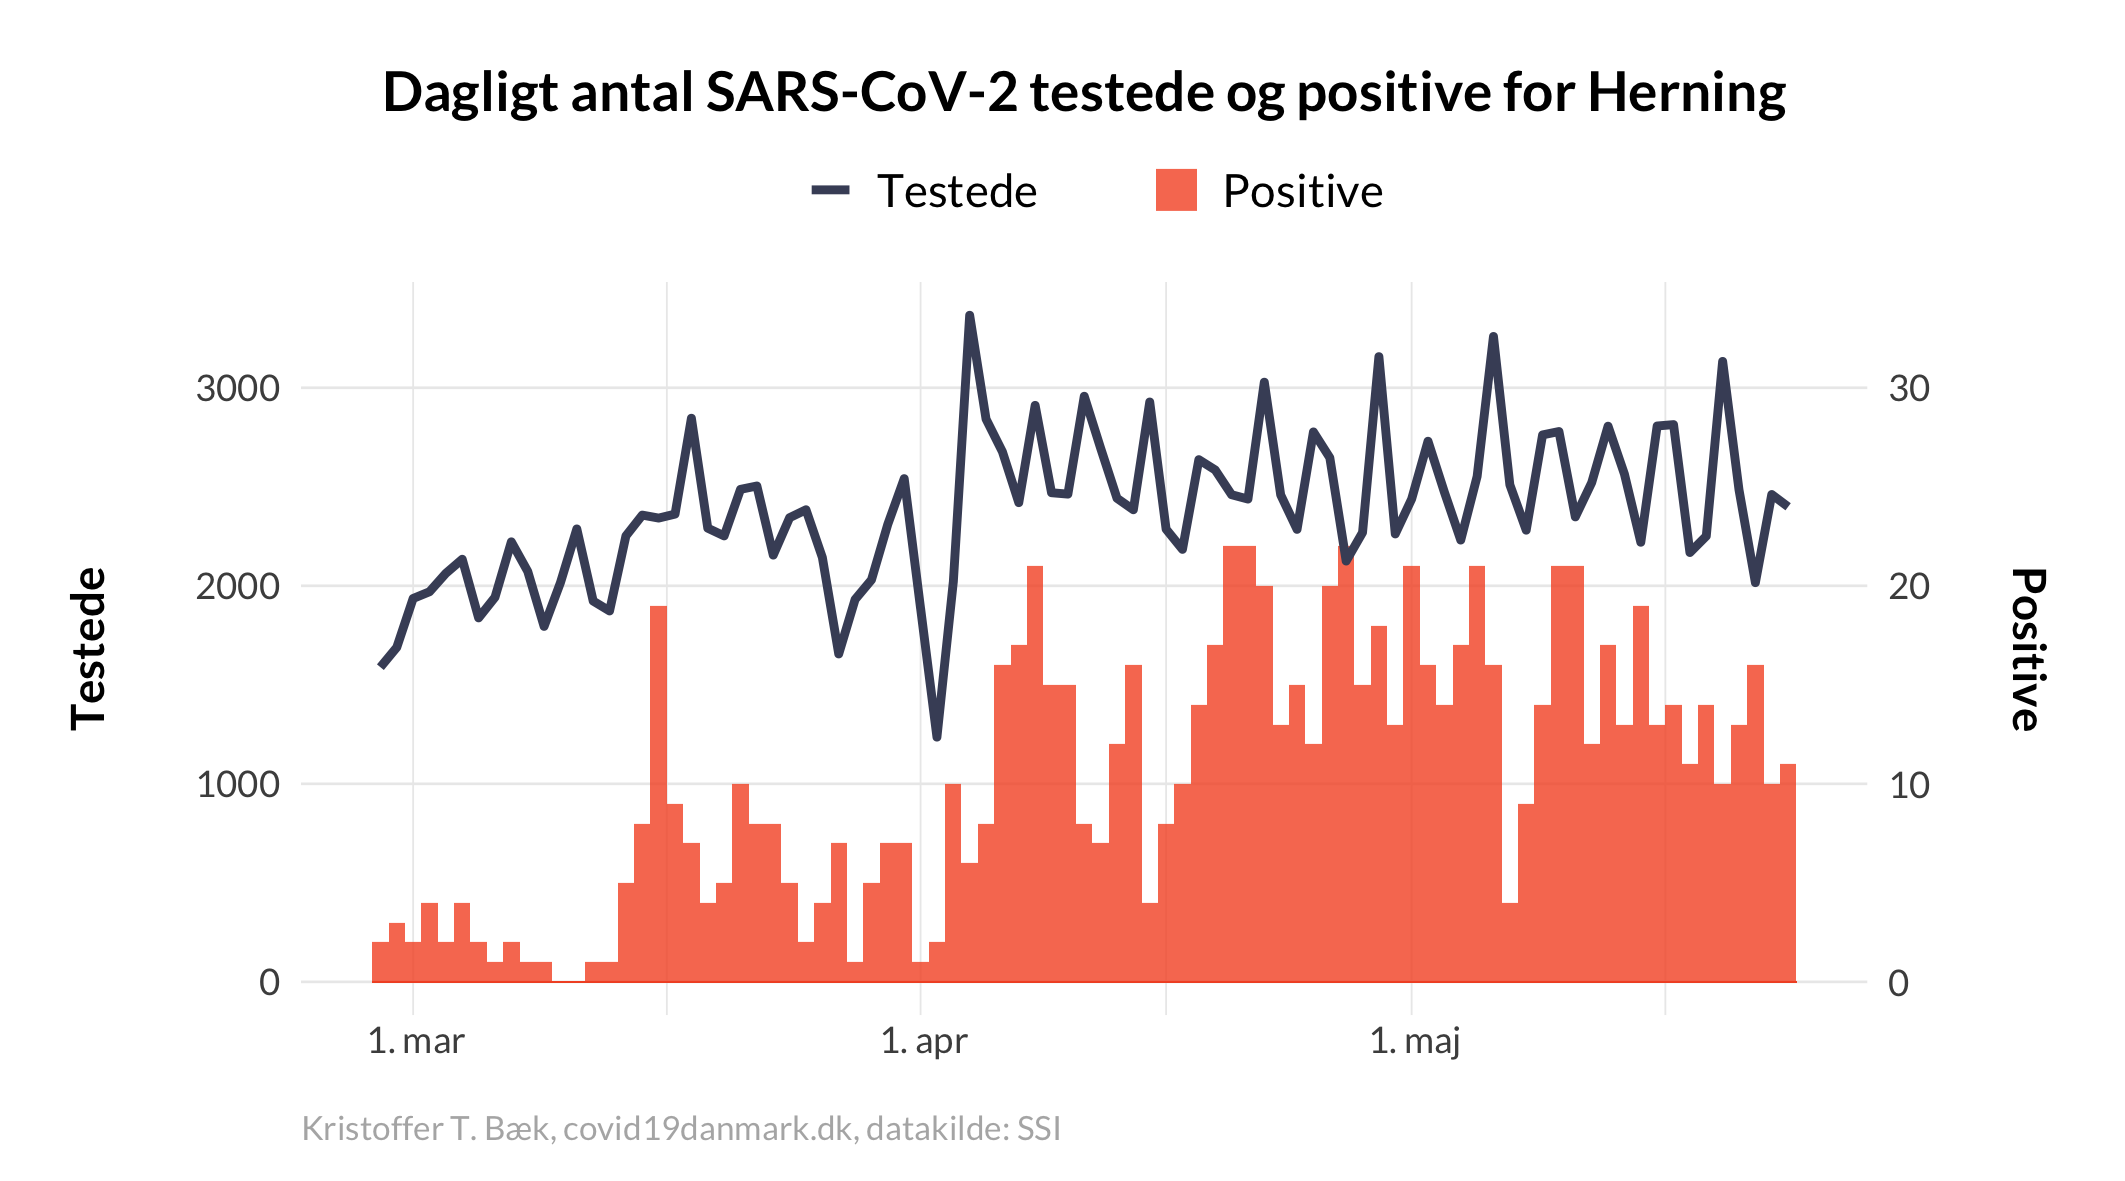 Dagligt antal SARS-CoV-2 testede og positive for Herning
Testede Positive
3000 30
2000 20
1000 10
0 0
Testede
Positive
1. mar 1. apr 1. maj
Kristoffer T. Bæk, covid19danmark.dk, datakilde: SSI